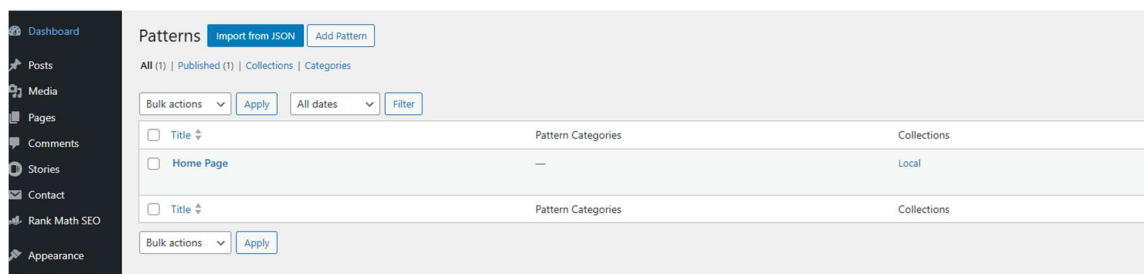 Dashboard
Posts
Media
Pages
Comments
Stories
Contact
Rank Math SEO
Appearance
Patterns Import from JSON Add Pattern
All (1) | Published (1) | Collections | Categories
Bulk actions Apply All dates Filter
Title Pattern Categories Collections
Home Page — Local
Title Pattern Categories Collections
Bulk actions Apply